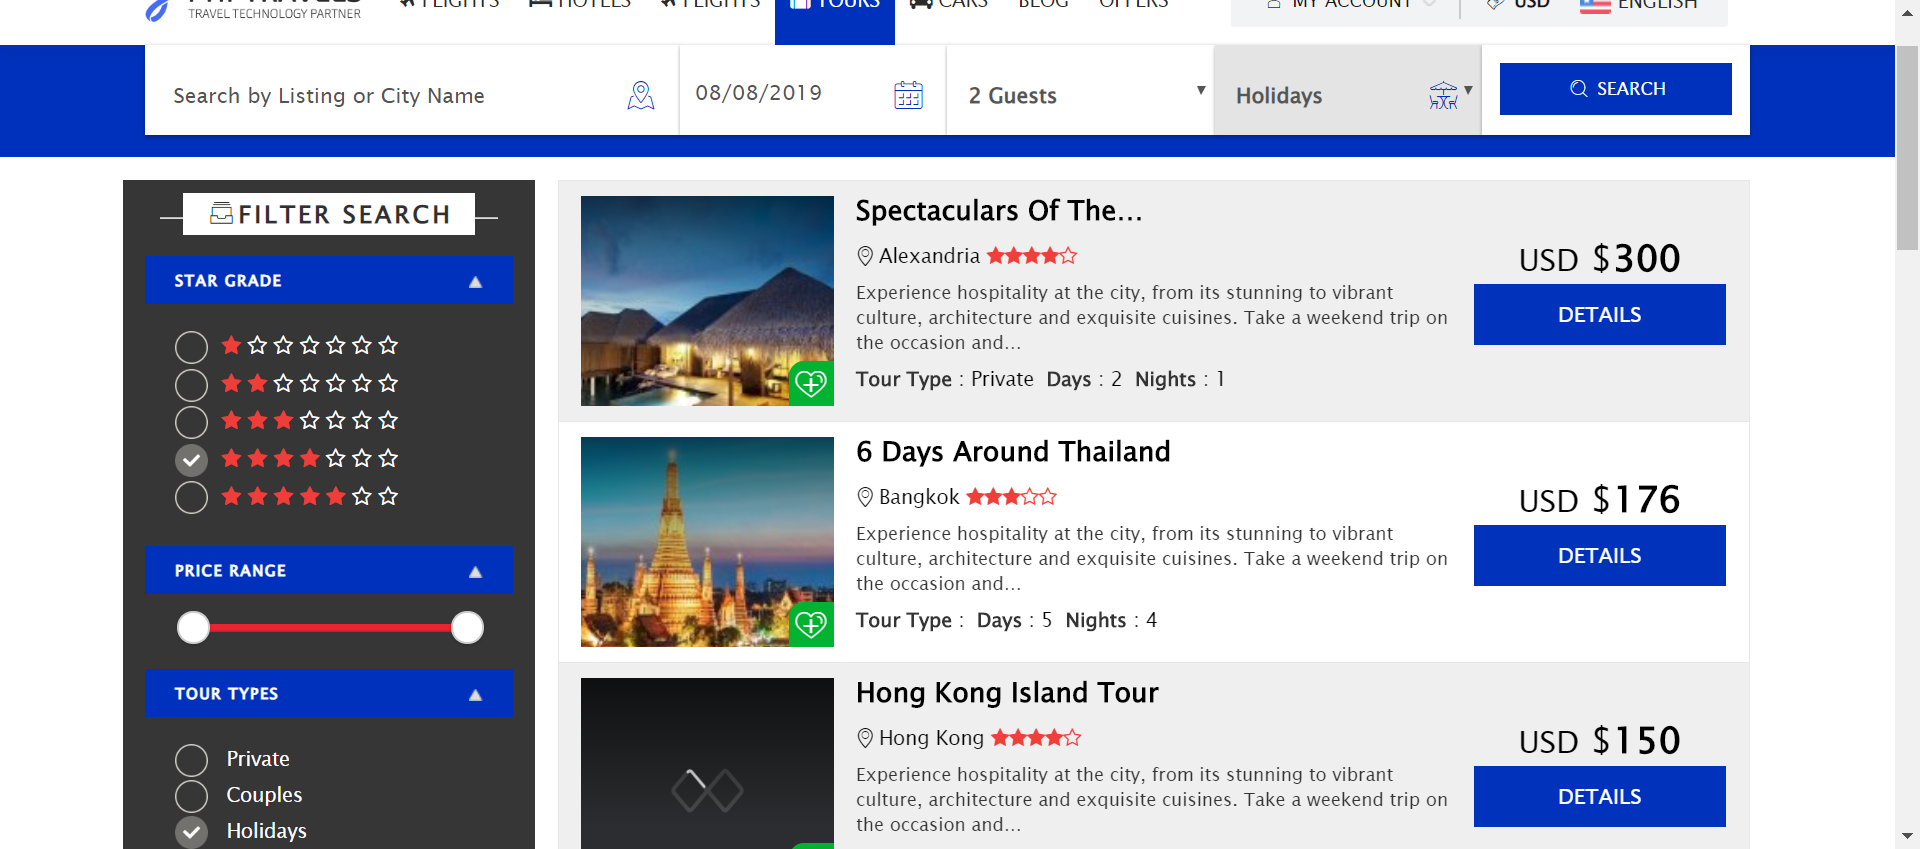 PHPTRAVELS
TRAVEL TECHNOLOGY PARTNER
FLIGHTS HOTELS FLIGHTS TOURS CARS BLOG OFFERS MY ACCOUNT USD ENGLISH
Search by Listing or City Name 08/08/2019 2 Guests Holidays SEARCH
FILTER SEARCH
STAR GRADE
PRICE RANGE
TOUR TYPES
Private
Couples
Holidays
Spectaculars Of The...
Alexandria
Experience hospitality at the city, from its stunning to vibrant
culture, architecture and exquisite cuisines. Take a weekend trip on
the occasion and...
Tour Type : Private Days : 2 Nights : 1
USD $300
DETAILS
6 Days Around Thailand
Bangkok
Experience hospitality at the city, from its stunning to vibrant
culture, architecture and exquisite cuisines. Take a weekend trip on
the occasion and...
Tour Type : Days : 5 Nights : 4
USD $176
DETAILS
Hong Kong Island Tour
Hong Kong
Experience hospitality at the city, from its stunning to vibrant
culture, architecture and exquisite cuisines. Take a weekend trip on
the occasion and...
USD $150
DETAILS